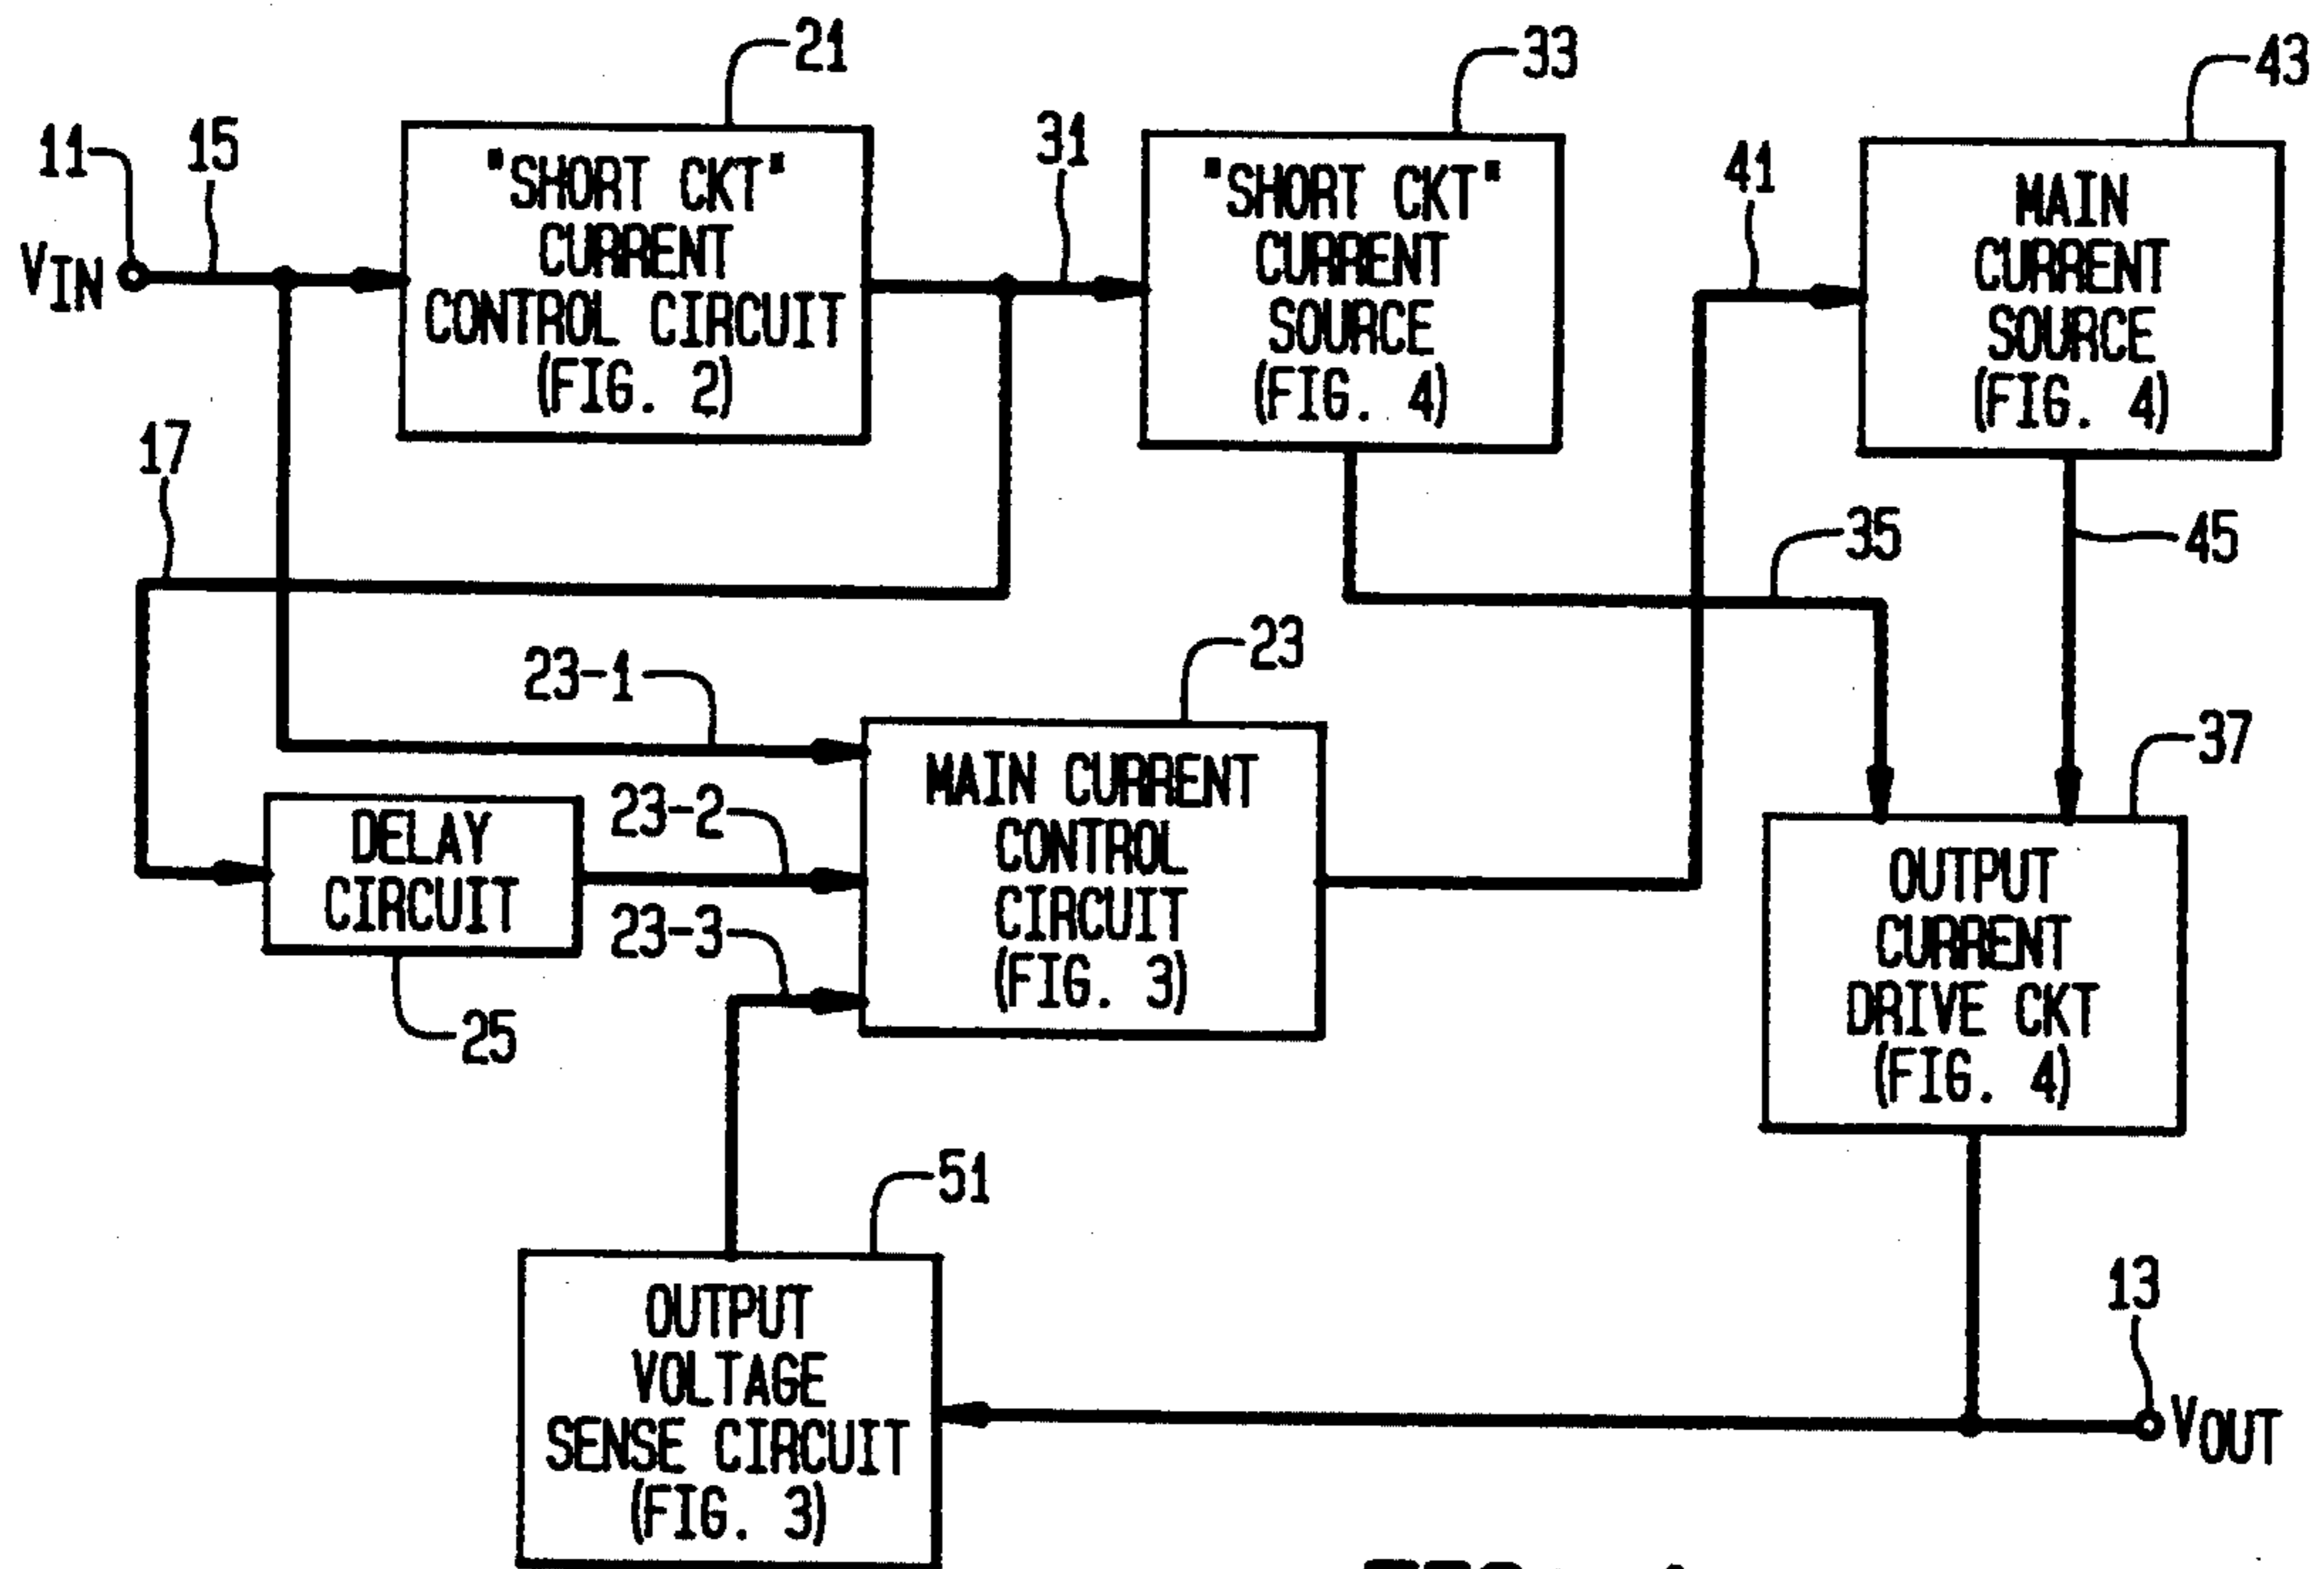 21
33
43
11
15
31
41
"SHORT CKT"
CURRENT
CONTROL CIRCUIT
(FIG. 2)
"SHORT CKT"
CURRENT
SOURCE
(FIG. 4)
MAIN
CURRENT
SOURCE
(FIG. 4)
VIN
17
35
45
23-1
23
37
23-2
23-3
DELAY
CIRCUIT
25
MAIN CURRENT
CONTROL
CIRCUIT
(FIG. 3)
OUTPUT
CURRENT
DRIVE CKT
(FIG. 4)
51
13
OUTPUT
VOLTAGE
SENSE CIRCUIT
(FIG. 3)
VOUT